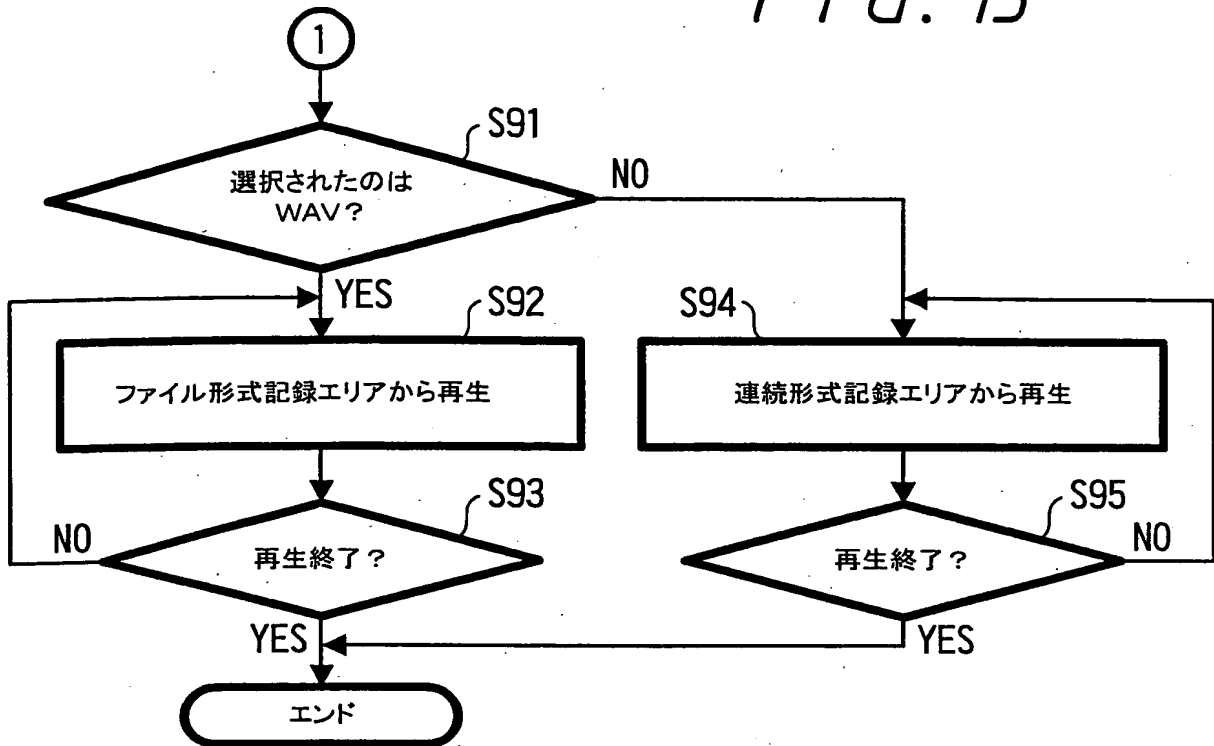 FIG. 15
1
S91
選択されたのは
WAV?
NO
YES
S92
ファイル形式記録エリアから再生
S94
連続形式記録エリアから再生
S93
再生終了?
NO
YES
S95
再生終了?
NO
YES
エンド